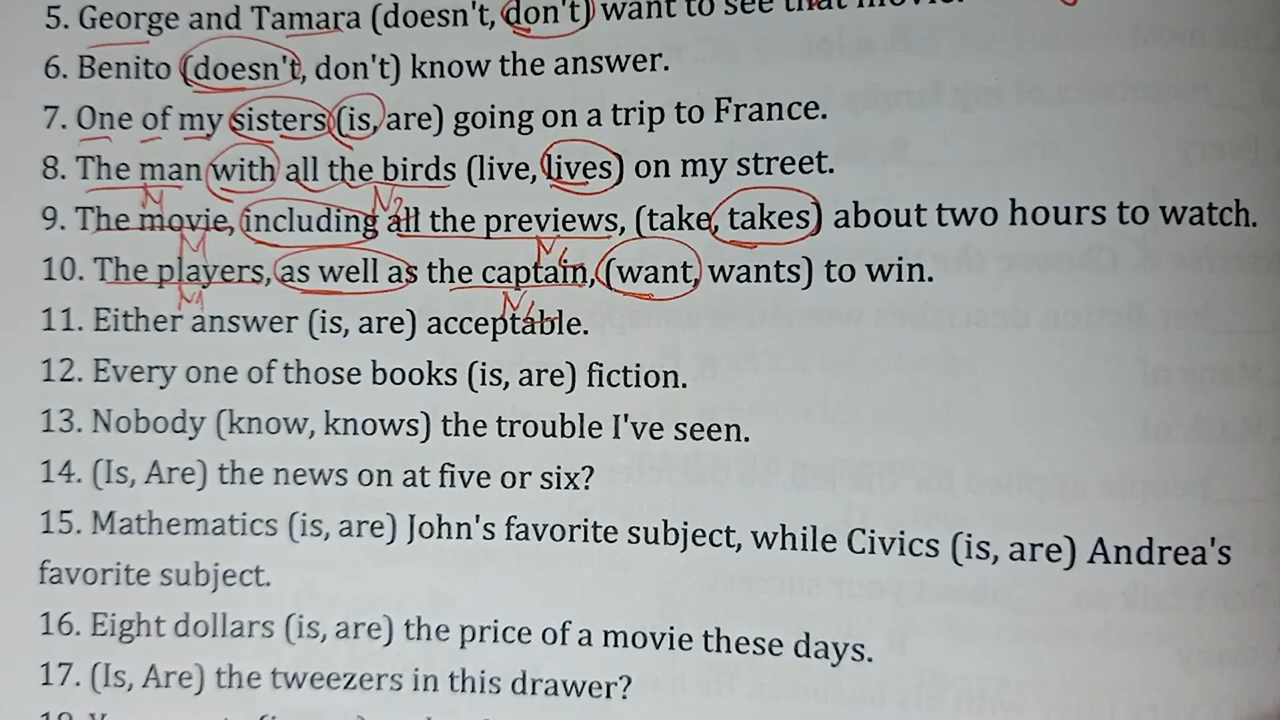 5. George and Tamara (doesn't, don't) want to see that movie.
6. Benito (doesn't, don't) know the answer.
7. One of my sisters (is, are) going on a trip to France.
8. The man with all the birds (live, lives) on my street.
N N2
9. The movie, including all the previews, (take, takes) about two hours to watch.
10. The players, as well as the captain, (want, wants) to win.
11. Either answer (is, are) acceptable.
12. Every one of those books (is, are) fiction.
13. Nobody (know, knows) the trouble I've seen.
14. (Is, Are) the news on at five or six?
15. Mathematics (is, are) John's favorite subject, while Civics (is, are) Andrea's
favorite subject.
16. Eight dollars (is, are) the price of a movie these days.
17. (Is, Are) the tweezers in this drawer?